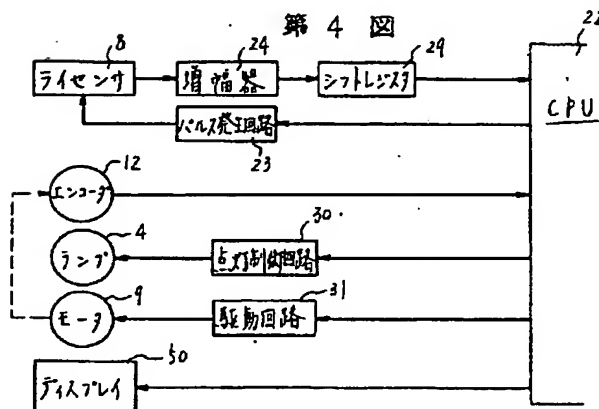 第 4 図
8 24 29 22
ライセンサ 増幅器 シフトレジスタ
CPU
パルス発生回路
12 23
エンコーダ
4 30
ランプ 点灯制御回路
9 31
モータ 駆動回路
50
ディスプレイ